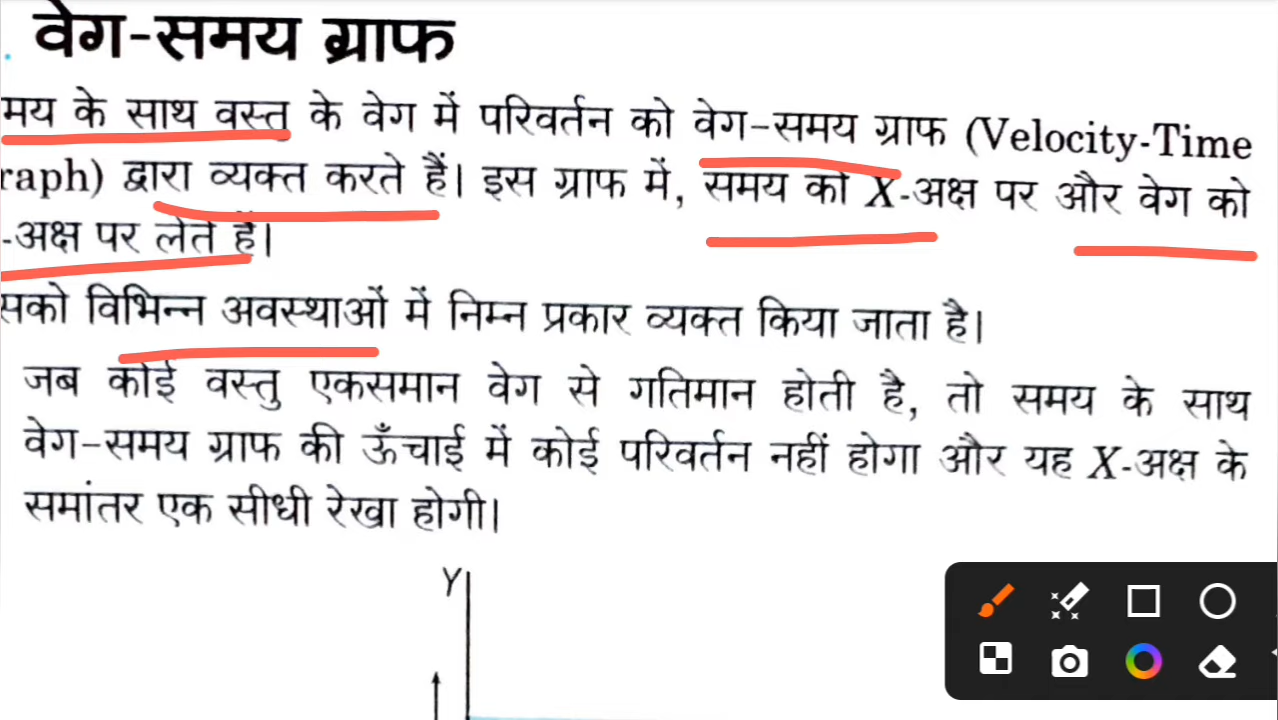 वेग-समय ग्राफ
मय के साथ वस्तु के वेग में परिवर्तन को वेग-समय ग्राफ (Velocity-Time
raph) द्वारा व्यक्त करते हैं। इस ग्राफ में, समय को X-अक्ष पर और वेग को
-अक्ष पर लेते हैं।
सको विभिन्न अवस्थाओं में निम्न प्रकार व्यक्त किया जाता है।
जब कोई वस्तु एकसमान वेग से गतिमान होती है, तो समय के साथ
वेग-समय ग्राफ की ऊँचाई में कोई परिवर्तन नहीं होगा और यह X-अक्ष के
समांतर एक सीधी रेखा होगी।
Y